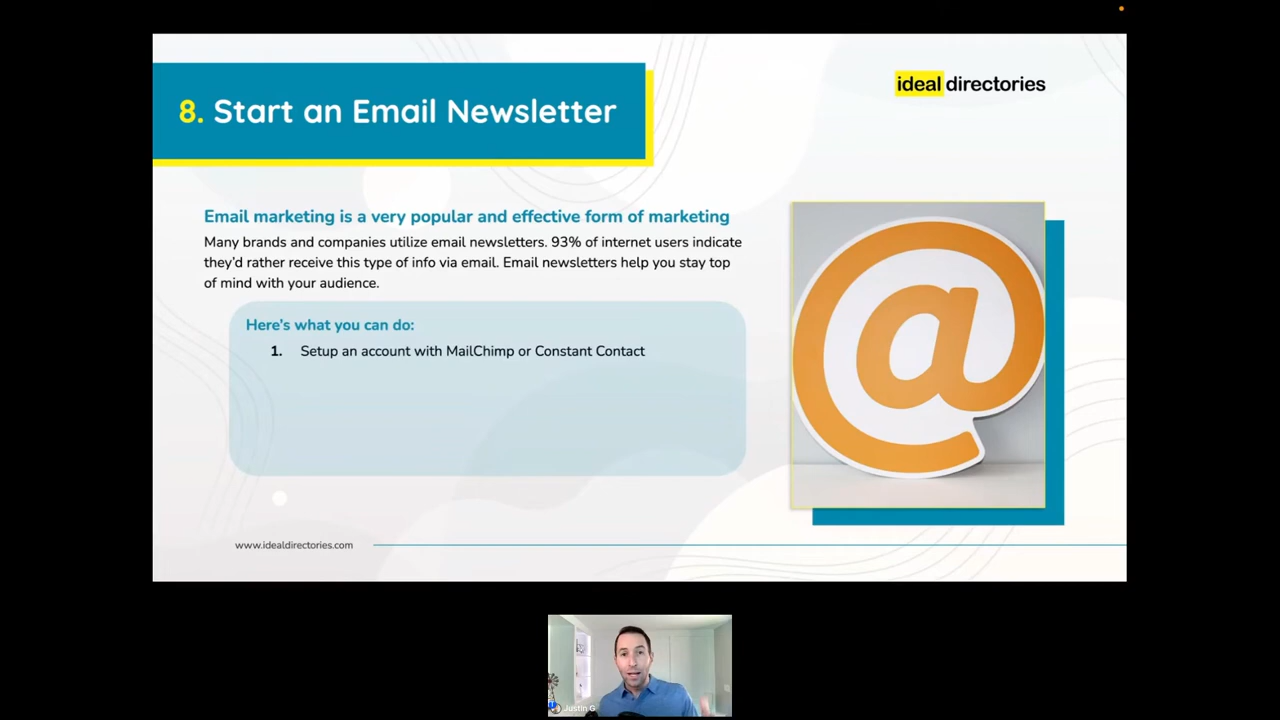 8. Start an Email Newsletter
ideal directories
Email marketing is a very popular and effective form of marketing
Many brands and companies utilize email newsletters. 93% of internet users indicate
they'd rather receive this type of info via email. Email newsletters help you stay top
of mind with your audience.
Here's what you can do:
1. Setup an account with MailChimp or Constant Contact
@
www.idealdirectories.com
Justin G